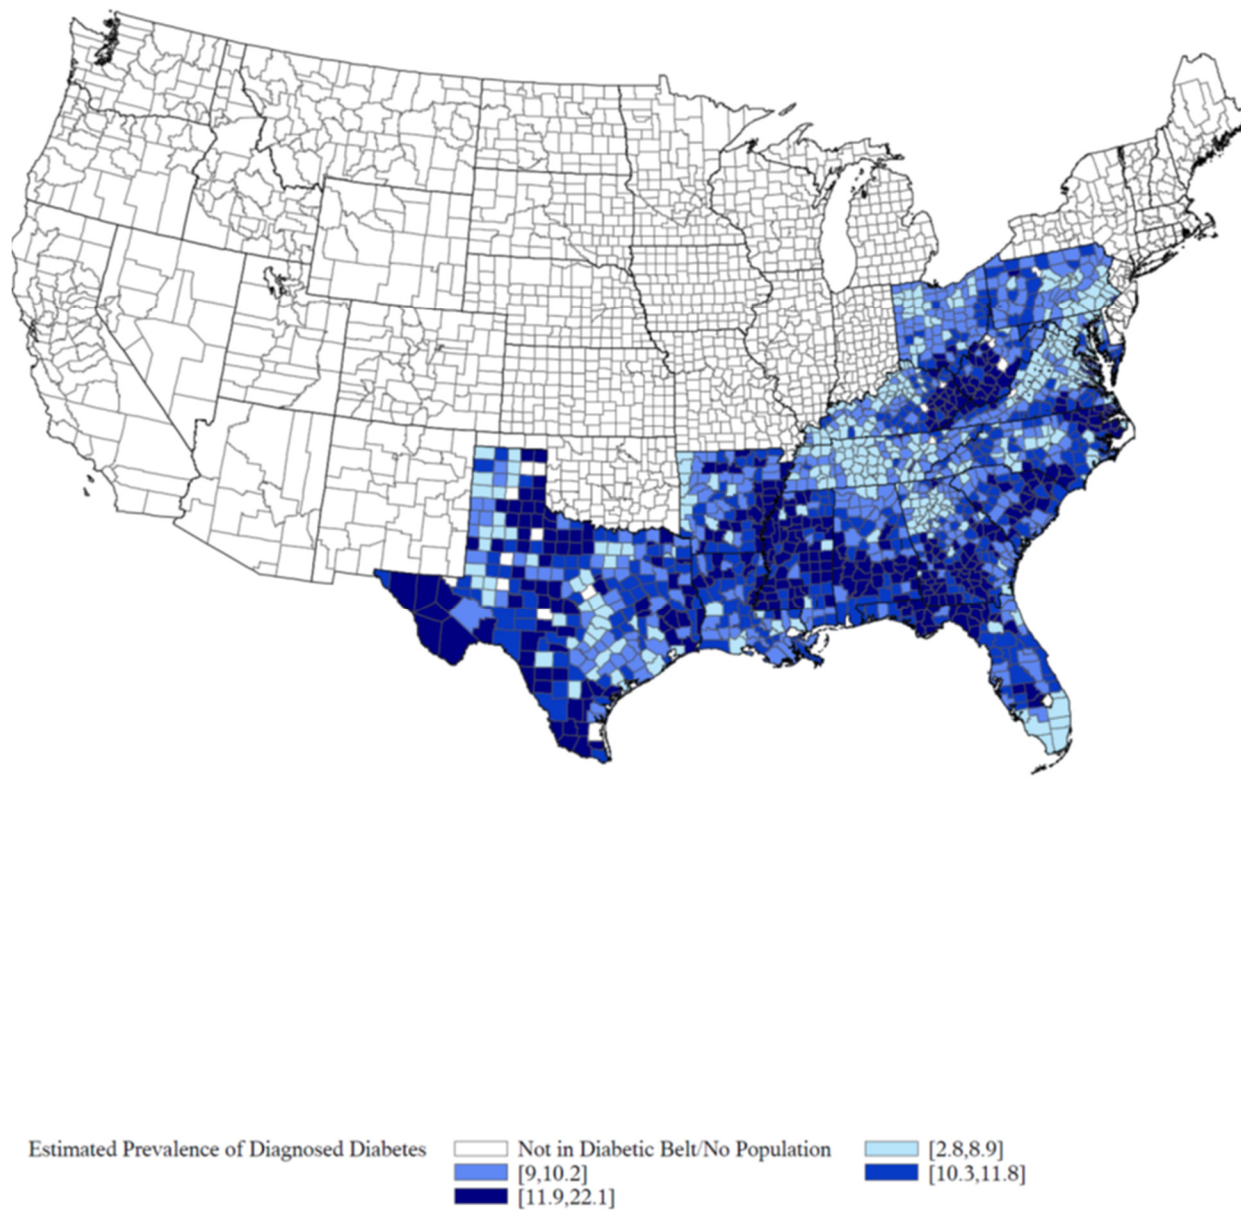 Estimated Prevalence of Diagnosed Diabetes Not in Diabetic Belt/No Population [2.8,8.9]
[9,10.2] [10.3,11.8]
[11.9,22.1]